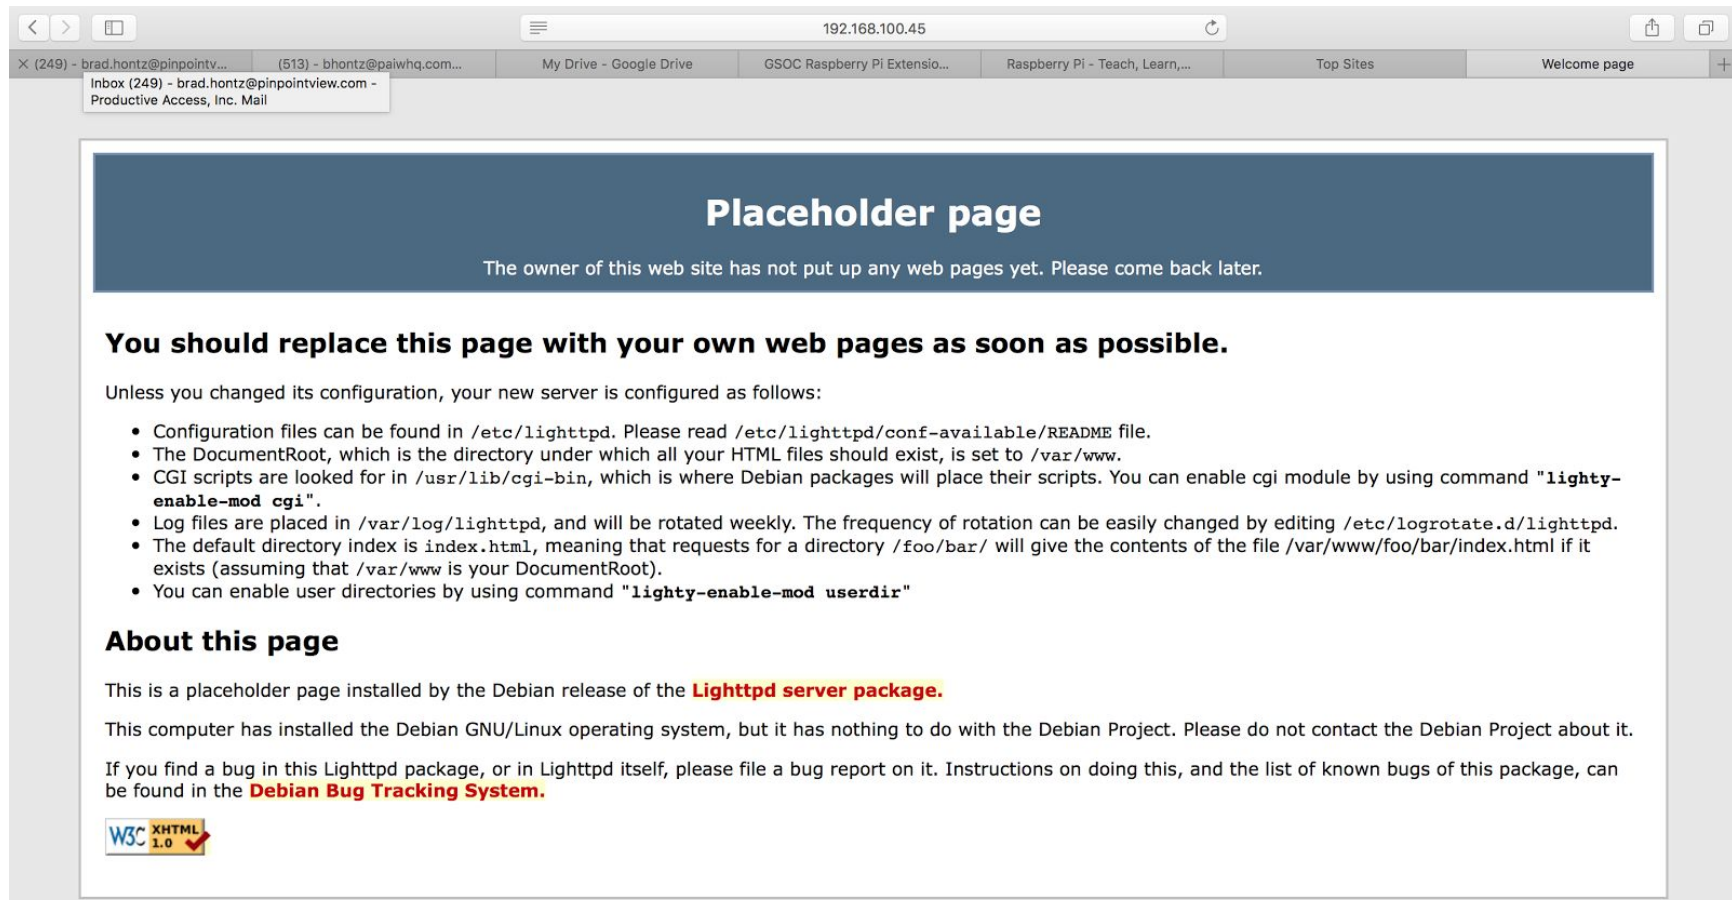 192.168.100.45
(249) - brad.hontz@pinpointv...
(513) - bhontz@paiwhq.com...
My Drive - Google Drive
GSOC Raspberry Pi Extensio...
Raspberry Pi - Teach, Learn,...
Top Sites
Welcome page
Inbox (249) - brad.hontz@pinpointview.com -
Productive Access, Inc. Mail
Placeholder page
The owner of this web site has not put up any web pages yet. Please come back later.
You should replace this page with your own web pages as soon as possible.
Unless you changed its configuration, your new server is configured as follows:
• Configuration files can be found in /etc/lighttpd. Please read /etc/lighttpd/conf-available/README file.
• The DocumentRoot, which is the directory under which all your HTML files should exist, is set to /var/www.
• CGI scripts are looked for in /usr/lib/cgi-bin, which is where Debian packages will place their scripts. You can enable cgi module by using command "lighty-
enable-mod cgi".
• Log files are placed in /var/log/lighttpd, and will be rotated weekly. The frequency of rotation can be easily changed by editing /etc/logrotate.d/lighttpd.
• The default directory index is index.html, meaning that requests for a directory /foo/bar/ will give the contents of the file /var/www/foo/bar/index.html if it
exists (assuming that /var/www is your DocumentRoot).
• You can enable user directories by using command "lighty-enable-mod userdir"
About this page
This is a placeholder page installed by the Debian release of the Lighttpd server package.
This computer has installed the Debian GNU/Linux operating system, but it has nothing to do with the Debian Project. Please do not contact the Debian Project about it.
If you find a bug in this Lighttpd package, or in Lighttpd itself, please file a bug report on it. Instructions on doing this, and the list of known bugs of this package, can
be found in the Debian Bug Tracking System.
W3C XHTML
1.0